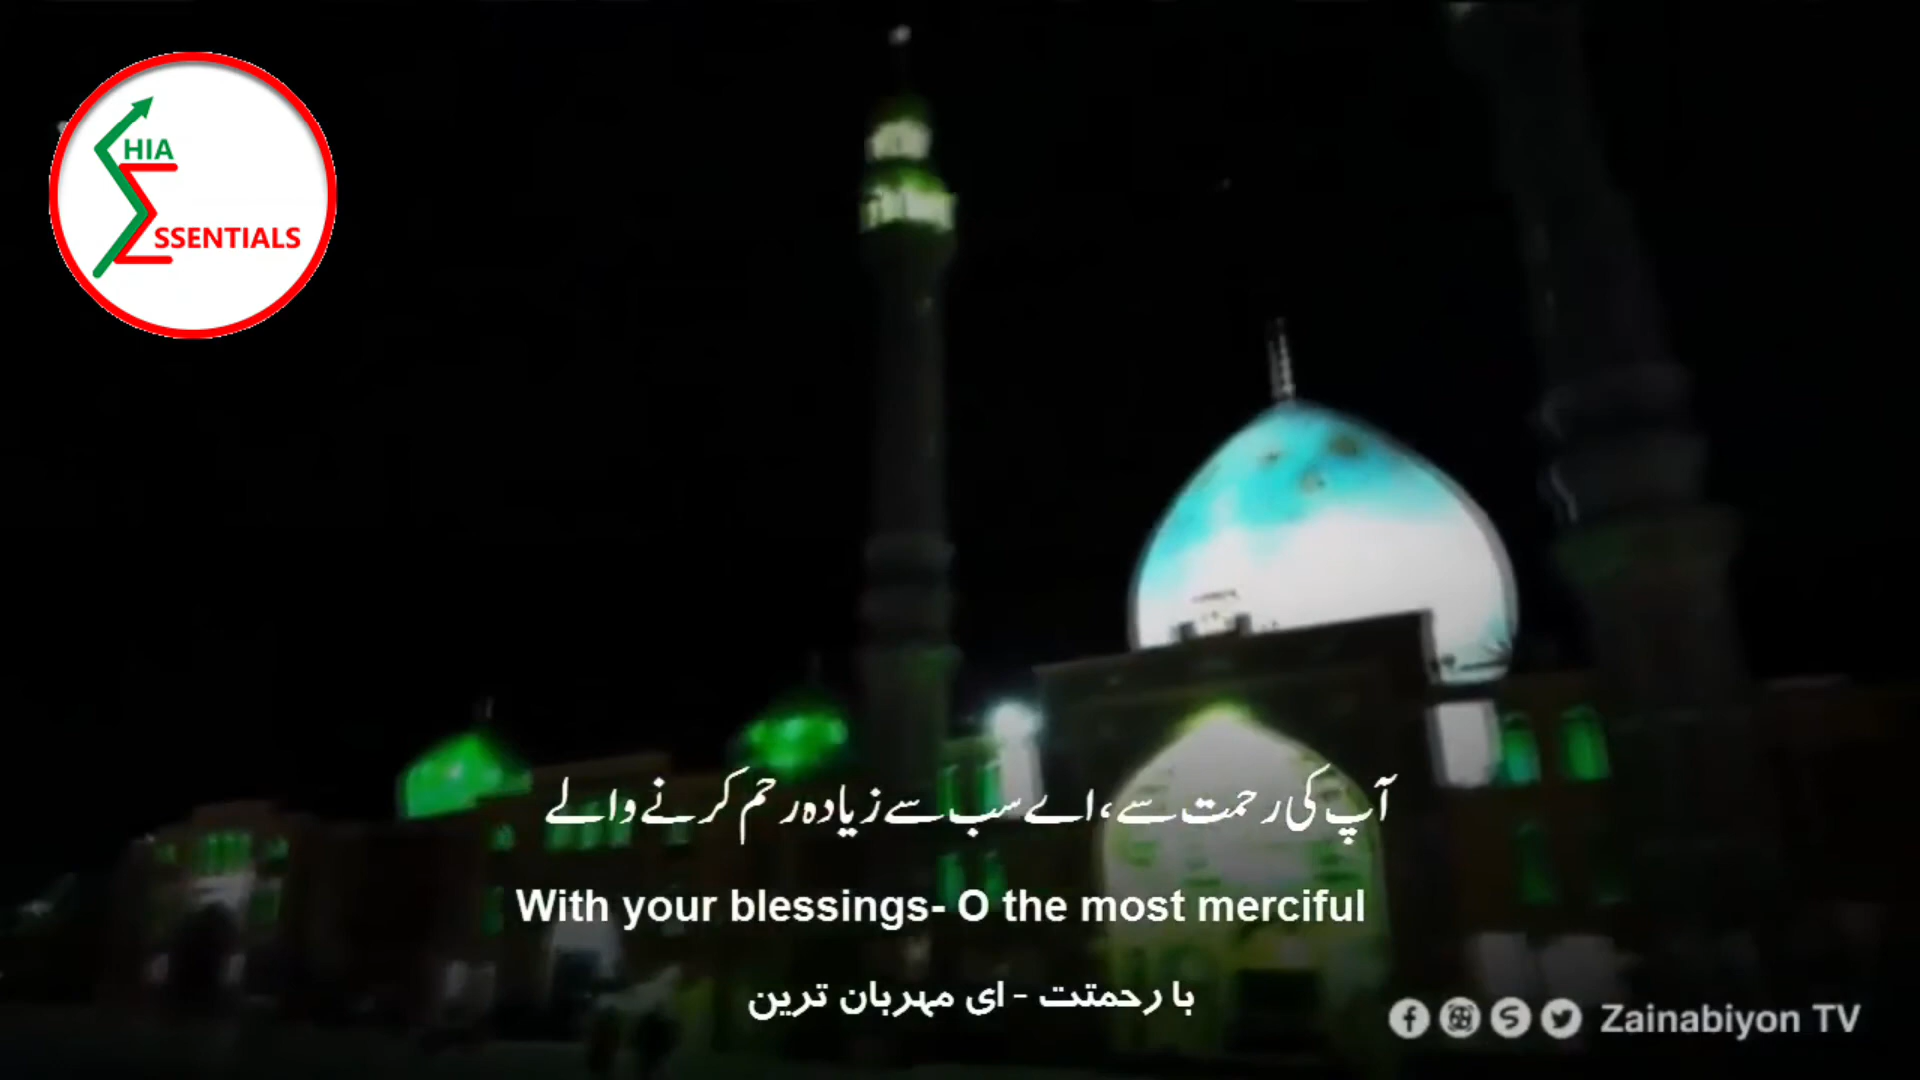 HIA
SSENTIALS
آپ کی رحمت سے، اے سب سے زیادہ رحم کرنے والے
With your blessings- O the most merciful
با رحمتت - ای مهربان ترین
Zainabiyon TV